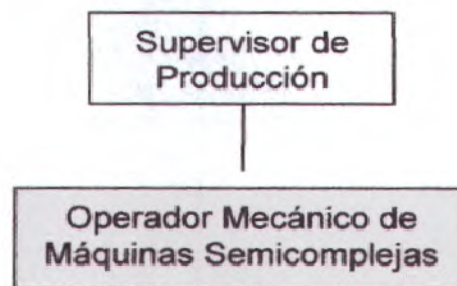 Supervisor de
Producción
Operador Mecánico de
Máquinas Semicomplejas